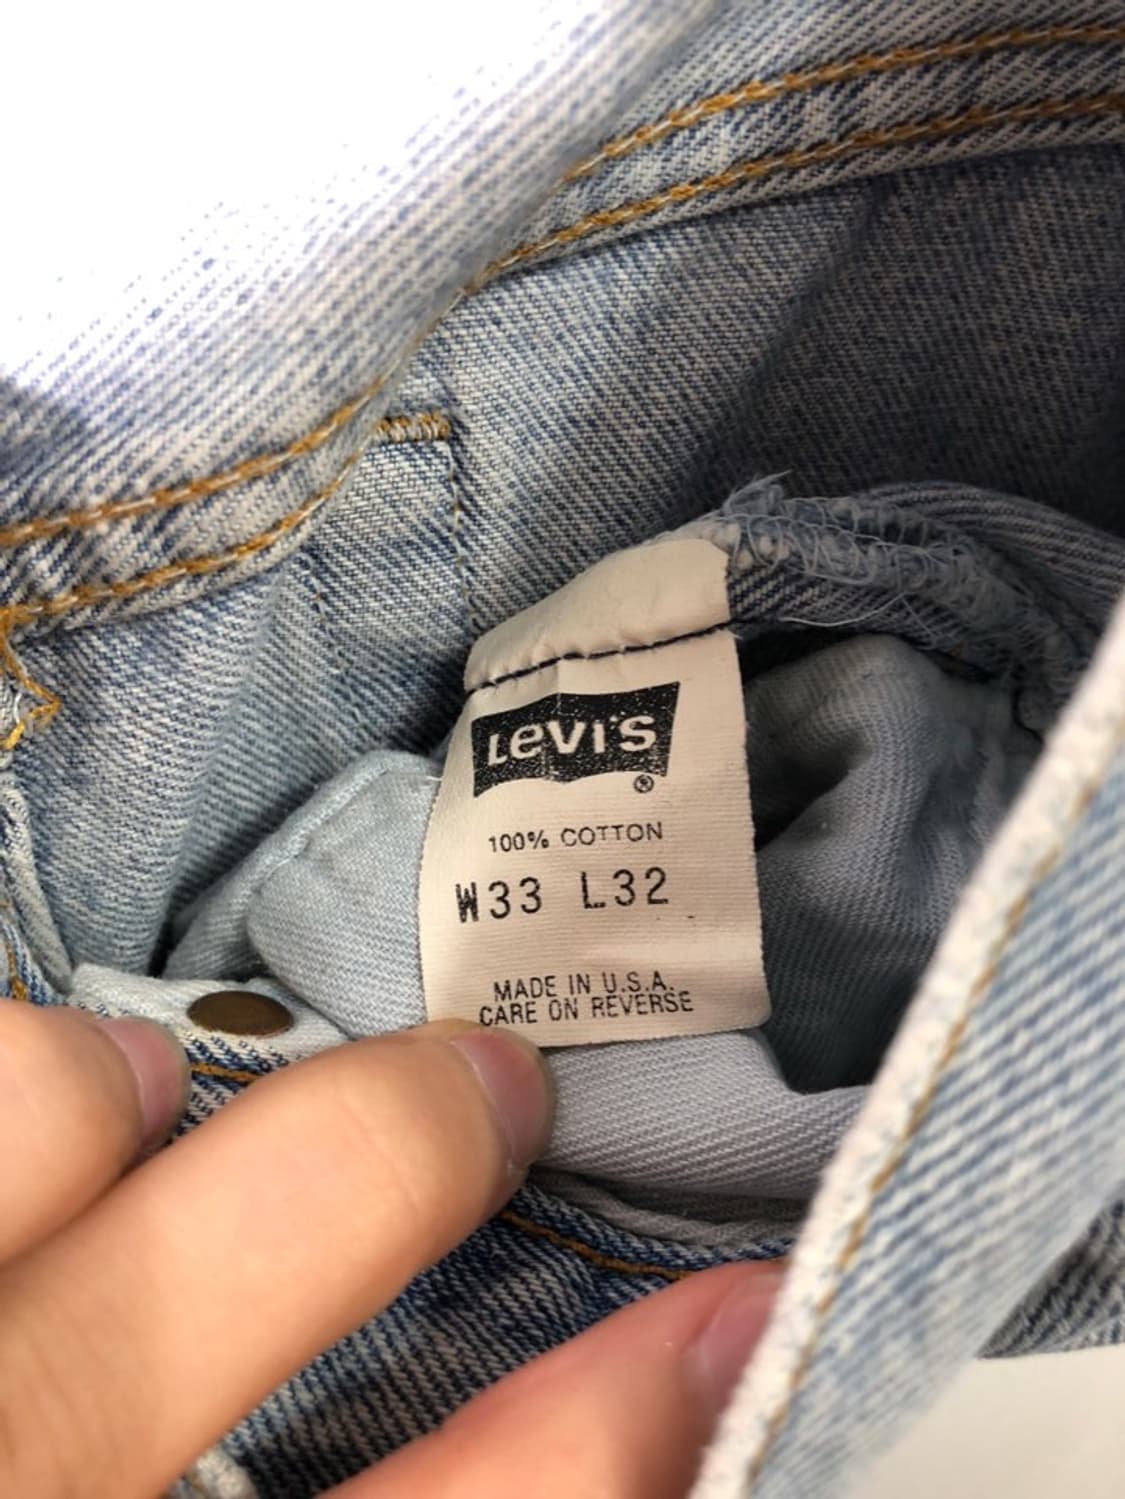 Levi's
®
100% COTTON
W33 L32
MADE IN U.S.A.
CARE ON REVERSE